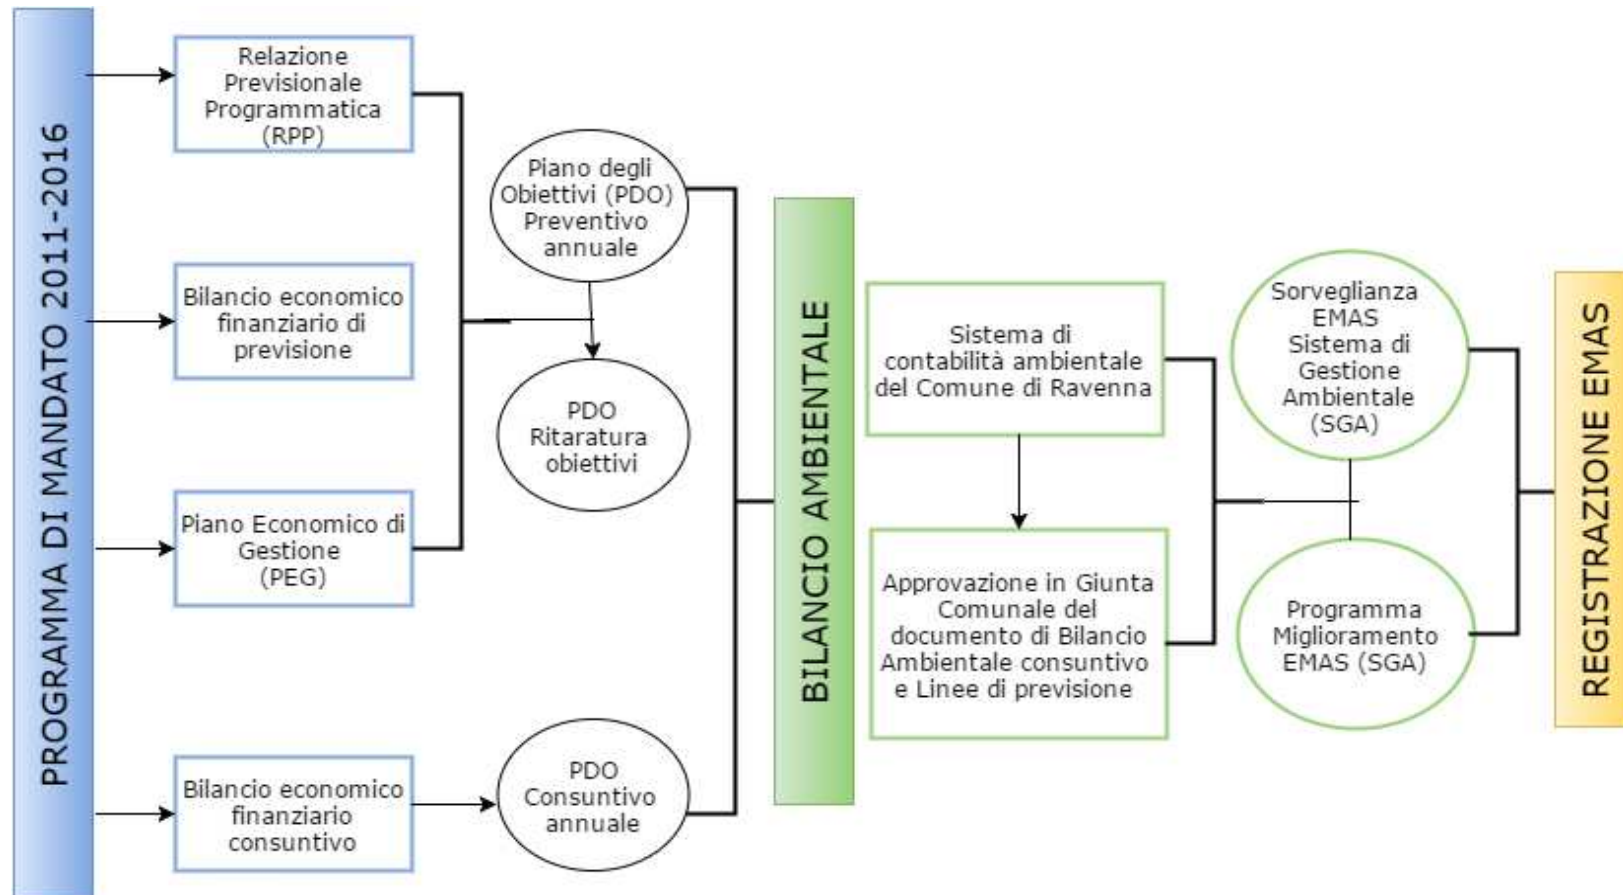 PROGRAMMA DI MANDATO 2011-2016
Relazione
Previsionale
Programmatica
(RPP)
Bilancio economico
finanziario di
previsione
Piano Economico di
Gestione
(PEG)
Bilancio economico
finanziario
consuntivo
Piano degli
Obiettivi (PDO)
Preventivo
annuale
PDO
Ritaratura
obiettivi
PDO
Consuntivo
annuale
BILANCIO AMBIENTALE
Sistema di
contabilità ambientale
del Comune di Ravenna
Approvazione in Giunta
Comunale del
documento di Bilancio
Ambientale consuntivo
e Linee di previsione
Sorveglianza
EMAS
Sistema di
Gestione
Ambientale
(SGA)
Programma
Miglioramento
EMAS (SGA)
REGISTRAZIONE EMAS